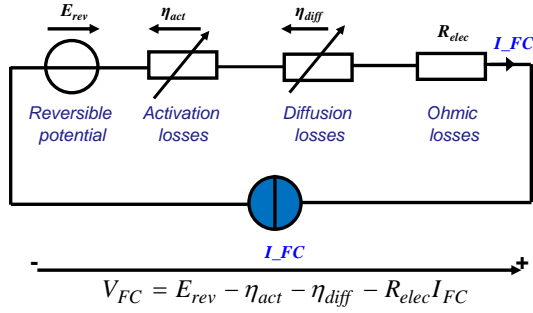 E_rev η_act η_diff R_elec I_FC
Reversible potential
Activation losses
Diffusion losses
Ohmic losses
I_FC
- +
V_FC = E_rev − η_act − η_diff − R_elec I_FC